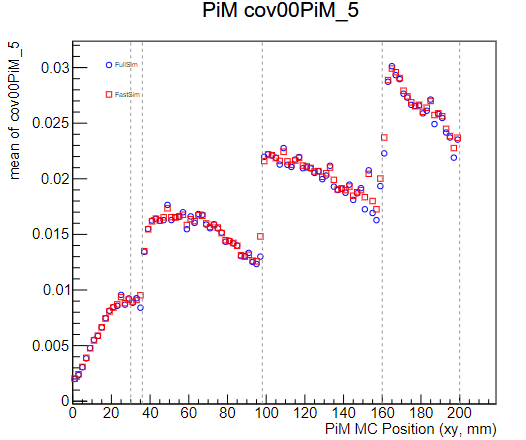 PiM cov00PiM_5
mean of cov00PiM_5
0.03
0.025
0.02
0.015
0.01
0.005
0
FullSim
FastSim
0 20 40 60 80 100 120 140 160 180 200
PiM MC Position (xy, mm)